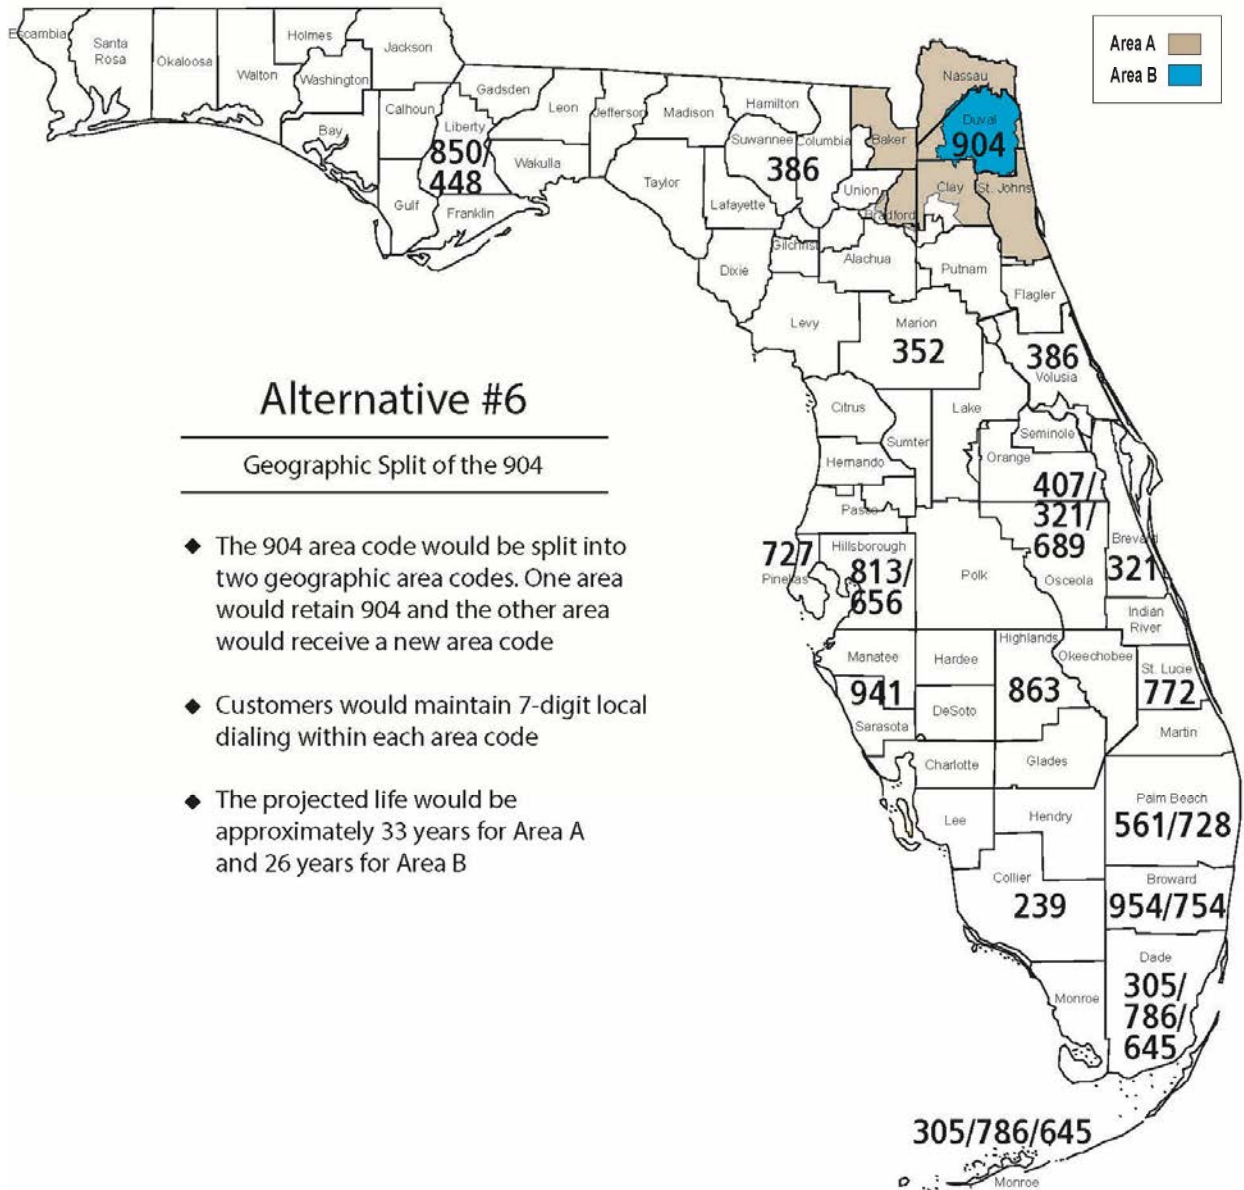 Area A
Area B
Escambia
Santa
Rosa
Okaloosa
Walton
Holmes
Washington
Jackson
Bay
Calhoun
Gulf
Liberty
850/
448
Gadsden
Franklin
Leon
Wakulla
Jefferson
Madison
Taylor
Hamilton
Suwannee
Columbia
386
Lafayette
Dixie
Gilchrist
Union
Bradford
Baker
Nassau
Duval
904
Clay
St. Johns
Alachua
Putnam
Flagler
Levy
Marion
352
386
Volusia
Citrus
Sumter
Lake
Hernando
Seminole
Orange
407/
321/
689
Osceola
Pasco
727
Pinellas
Hillsborough
813/
656
Polk
Brevard
321
Indian
River
Manatee
941
Sarasota
Hardee
DeSoto
Highlands
863
Okeechobee
St. Lucie
772
Martin
Charlotte
Glades
Lee
Hendry
Palm Beach
561/728
Collier
239
Broward
954/754
Dade
305/
786/
645
Monroe
305/786/645
Monroe
Alternative #6
Geographic Split of the 904
◆ The 904 area code would be split into
two geographic area codes. One area
would retain 904 and the other area
would receive a new area code
◆ Customers would maintain 7-digit local
dialing within each area code
◆ The projected life would be
approximately 33 years for Area A
and 26 years for Area B